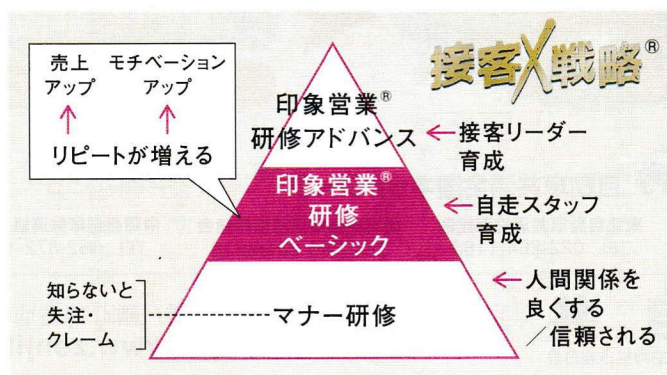 接客X戦略®
売上 モチベーション
アップ アップ
リピートが増える
印象営業®
研修アドバンス
接客リーダー
育成
印象営業®
研修
ベーシック
自走スタッフ
育成
知らないと
失注・
クレーム
マナー研修
人間関係を
良くする
／信頼される